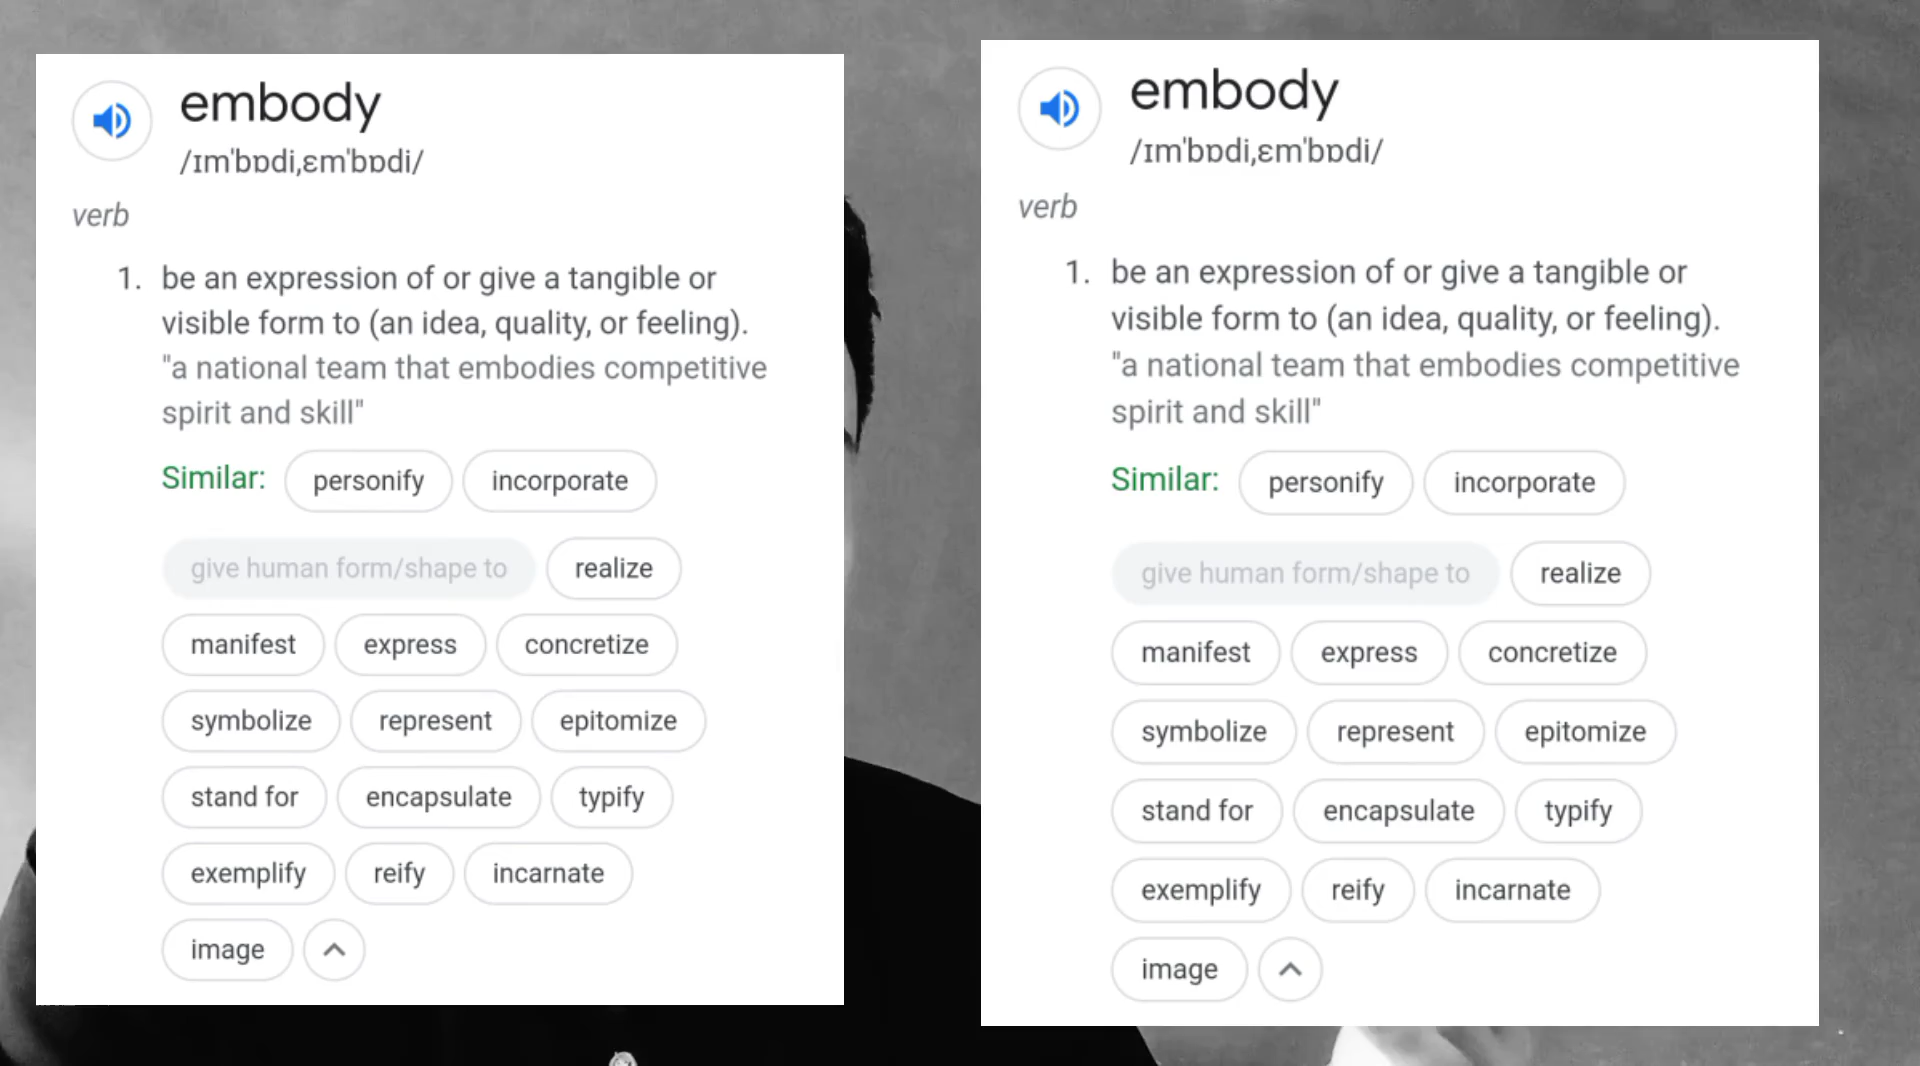 embody
/ɪmˈbɒdi,ɛmˈbɒdi/
verb
1. be an expression of or give a tangible or
visible form to (an idea, quality, or feeling).
"a national team that embodies competitive
spirit and skill"
Similar: personify incorporate
give human form/shape to realize
manifest express concretize
symbolize represent epitomize
stand for encapsulate typify
exemplify reify incarnate
image
embody
/ɪmˈbɒdi,ɛmˈbɒdi/
verb
1. be an expression of or give a tangible or
visible form to (an idea, quality, or feeling).
"a national team that embodies competitive
spirit and skill"
Similar: personify incorporate
give human form/shape to realize
manifest express concretize
symbolize represent epitomize
stand for encapsulate typify
exemplify reify incarnate
image